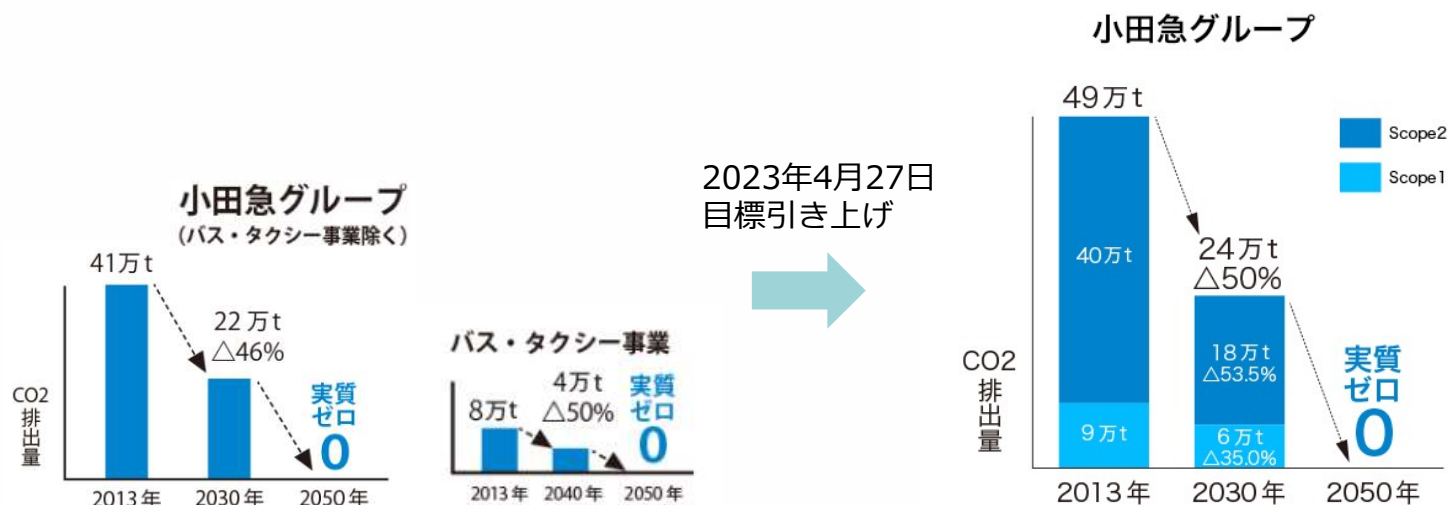 小田急グループ
(バス・タクシー事業除く)
41万t
22万t
△46%
実質
ゼロ
0
CO2
排出量
2013年
2030年
2050年
バス・タクシー事業
8万t
4万t
△50%
実質
ゼロ
0
2013年
2040年
2050年
2023年4月27日
目標引き上げ
小田急グループ
49万t
Scope2
Scope1
40万t
9万t
24万t
△50%
18万t
△53.5%
6万t
△35.0%
実質
ゼロ
0
CO2
排出量
2013年
2030年
2050年